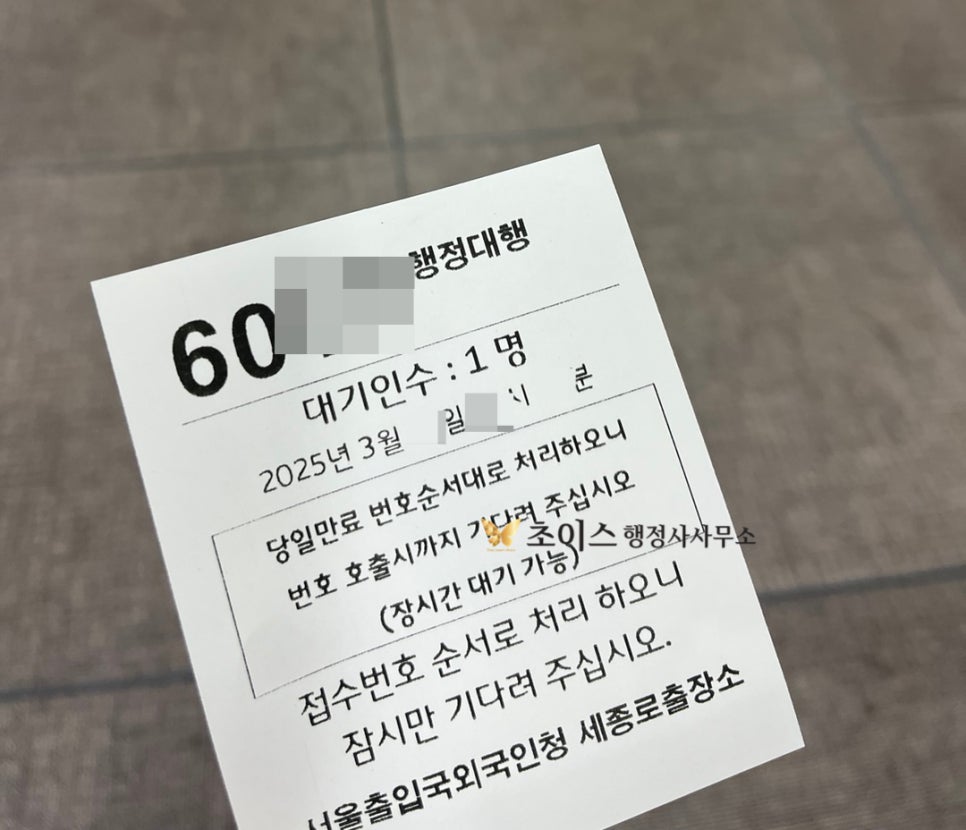 행정대행
60
대기인수 : 1 명
2025년 3월 일 분
당일만료 번호순서대로 처리하오니
번호 호출시까지 기다려 주십시오
초이스 행정사사무소
(장시간 대기 가능)
접수번호 순서로 처리 하오니
잠시만 기다려 주십시오.
서울출입국외국인청 세종로출장소